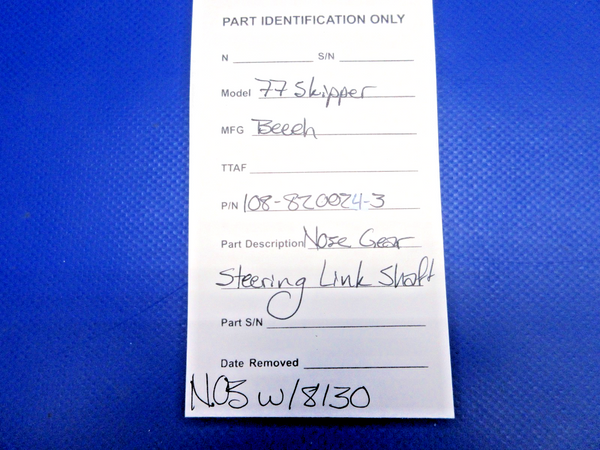 PART IDENTIFICATION ONLY
N S/N
Model 77 Skipper
MFG Beech
TTAF
P/N 108-820024-3
Part Description Nose Gear
Steering Link Shaft
Part S/N
Date Removed
N.OS w/8130